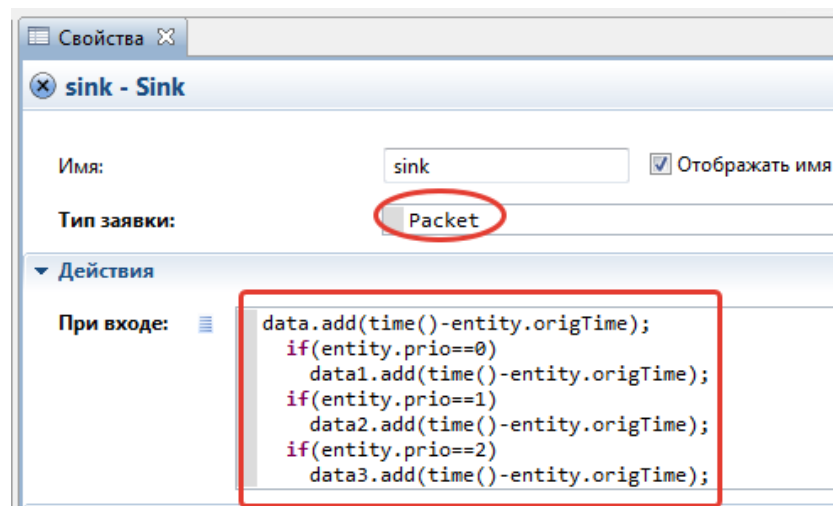 Свойства
sink - Sink
Имя: sink Отображать имя
Тип заявки: Packet
Действия
При входе: data.add(time()-entity.origTime);
if(entity.prio==0)
data1.add(time()-entity.origTime);
if(entity.prio==1)
data2.add(time()-entity.origTime);
if(entity.prio==2)
data3.add(time()-entity.origTime);